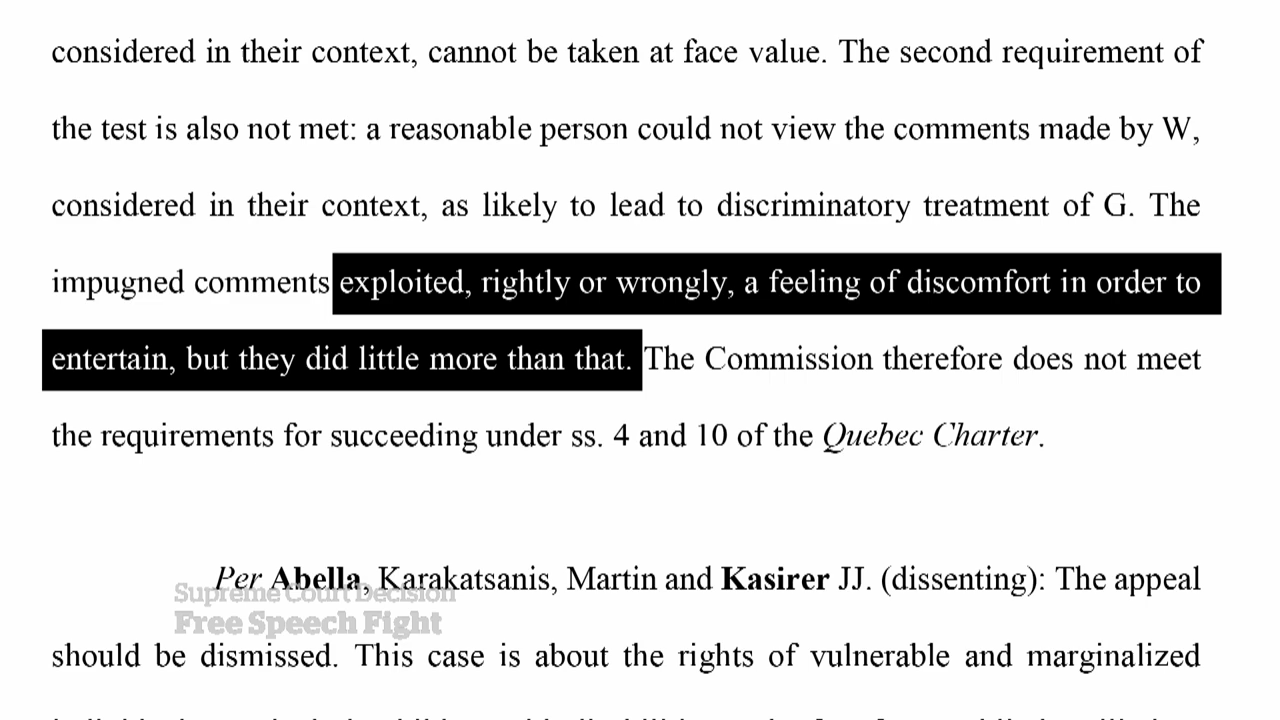 considered in their context, cannot be taken at face value. The second requirement of
the test is also not met: a reasonable person could not view the comments made by W,
considered in their context, as likely to lead to discriminatory treatment of G. The
impugned comments exploited, rightly or wrongly, a feeling of discomfort in order to
entertain, but they did little more than that. The Commission therefore does not meet
the requirements for succeeding under ss. 4 and 10 of the Quebec Charter.
Per Abella, Karakatsanis, Martin and Kasirer JJ. (dissenting): The appeal
Supreme Court Decision
Free Speech Fight
should be dismissed. This case is about the rights of vulnerable and marginalized